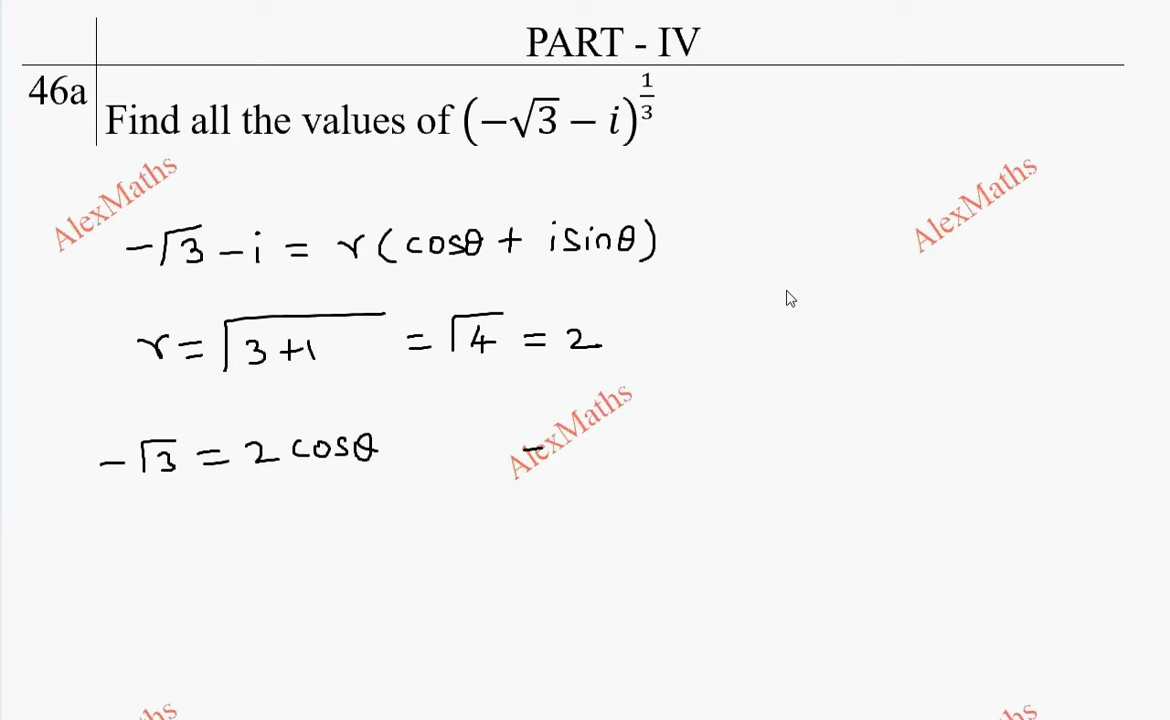 PART - IV
46a
Find all the values of (−√3 − i)^(1/3)
AlexMaths
AlexMaths
-√3 - i = r(cosθ + i sinθ)
r = √3+1 = √4 = 2
AlexMaths
-√3 = 2 cosθ -